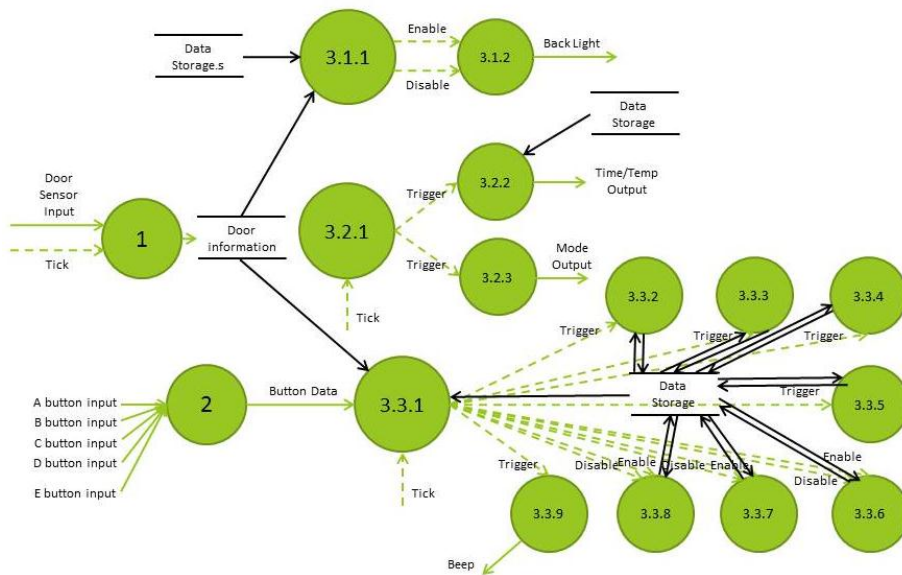 Data
Storage.s
3.1.1
Enable
Disable
3.1.2
Back Light
Data
Storage
Door
Sensor
Input
Tick
1
Door
information
3.2.1
Tick
Trigger
Trigger
3.2.2
Time/Temp
Output
3.2.3
Mode
Output
3.3.2
3.3.3
3.3.4
Trigger
Trigger
Trigger
A button input
B button input
C button input
D button input
E button input
2
Button Data
3.3.1
Tick
Data
Storage
Trigger
3.3.5
Trigger
Disable
Enable
Disable
Enable
Enable
Disable
3.3.9
3.3.8
3.3.7
3.3.6
Beep